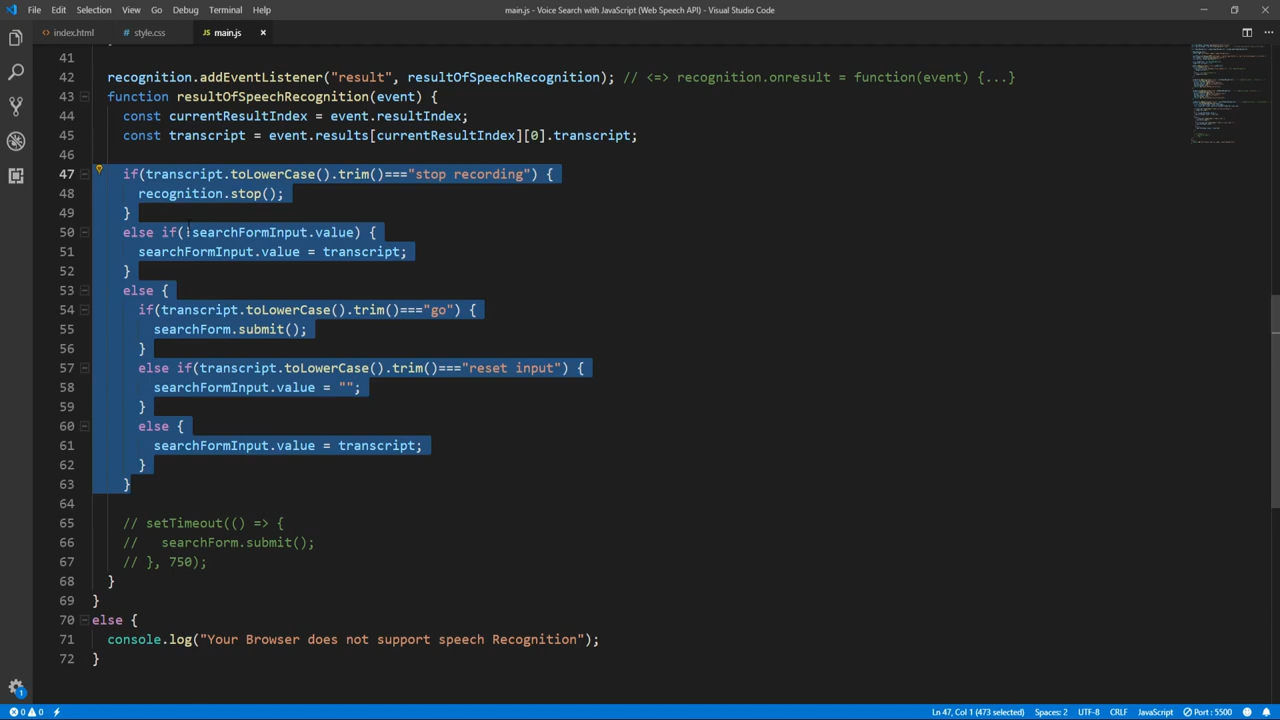 File Edit Selection View Go Debug Terminal Help
main.js - Voice Search with JavaScript (Web Speech API) - Visual Studio Code
index.html
style.css
JS main.js
41
42 recognition.addEventListener("result", resultOfSpeechRecognition); // <=> recognition.onresult = function(event) {...}
43 function resultOfSpeechRecognition(event) {
44 const currentResultIndex = event.resultIndex;
45 const transcript = event.results[currentResultIndex][0].transcript;
46
47 if(transcript.toLowerCase().trim()==="stop recording") {
48 recognition.stop();
49 }
50 else if(!searchFormInput.value) {
51 searchFormInput.value = transcript;
52 }
53 else {
54 if(transcript.toLowerCase().trim()==="go") {
55 searchForm.submit();
56 }
57 else if(transcript.toLowerCase().trim()==="reset input") {
58 searchFormInput.value = "";
59 }
60 else {
61 searchFormInput.value = transcript;
62 }
63 }
64
65 // setTimeout(() => {
66 // searchForm.submit();
67 // }, 750);
68 }
69 }
70 else {
71 console.log("Your Browser does not support speech Recognition");
72 }
1
0 0
Ln 47, Col 1 (473 selected) Spaces: 2 UTF-8 CRLF JavaScript Port : 5500